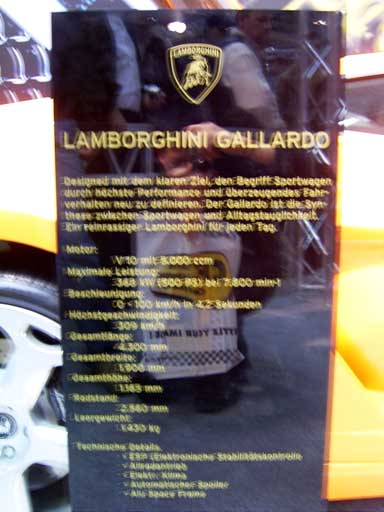 LAMBORGHINI
LAMBORGHINI GALLARDO
Designed mit dem klaren Ziel, den Begriff Sportwagen
durch höchste Performance und überzeugendes Fahr-
verhalten neu zu definieren. Der Gallardo ist die Syn-
these zwischen Sportwagen und Alltagstauglichkeit.
Ein reinrassiger Lamborghini für jeden Tag.
Motor:
V 10 mit 5.000 ccm
Maximale Leistung:
368 kW (500 PS) bei 7.800 min-1
Beschleunigung:
0 - 100 km/h in 4,2 Sekunden
Höchstgeschwindigkeit:
309 km/h
Gesamtlänge:
4.300 mm
Gesamtbreite:
1.900 mm
Gesamthöhe:
1.165 mm
Radstand:
2.560 mm
Leergewicht:
1.430 kg
Technische Details:
ESP (Elektronische Stabilitätskontrolle
Allradantrieb
Elektr. Klima
Automatischer Spoiler
Alu Space Frame